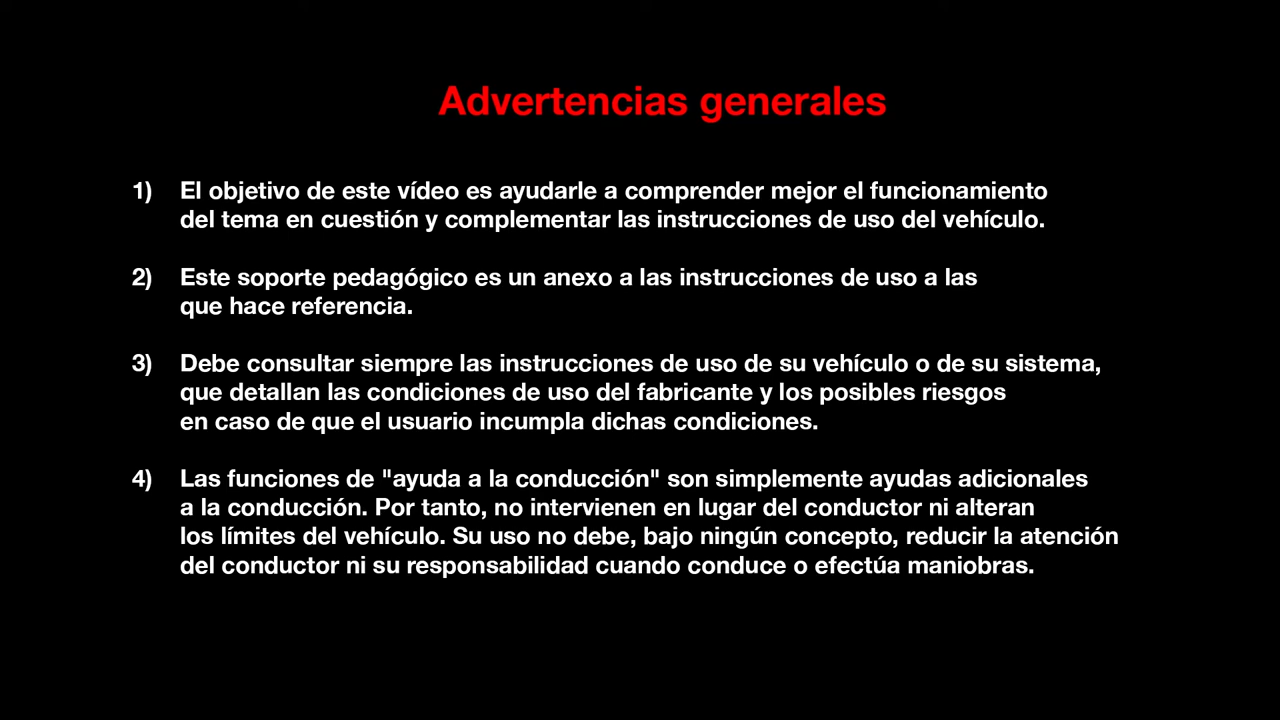 Advertencias generales
1) El objetivo de este vídeo es ayudarle a comprender mejor el funcionamiento
del tema en cuestión y complementar las instrucciones de uso del vehículo.
2) Este soporte pedagógico es un anexo a las instrucciones de uso a las
que hace referencia.
3) Debe consultar siempre las instrucciones de uso de su vehículo o de su sistema,
que detallan las condiciones de uso del fabricante y los posibles riesgos
en caso de que el usuario incumpla dichas condiciones.
4) Las funciones de "ayuda a la conducción" son simplemente ayudas adicionales
a la conducción. Por tanto, no intervienen en lugar del conductor ni alteran
los límites del vehículo. Su uso no debe, bajo ningún concepto, reducir la atención
del conductor ni su responsabilidad cuando conduce o efectúa maniobras.